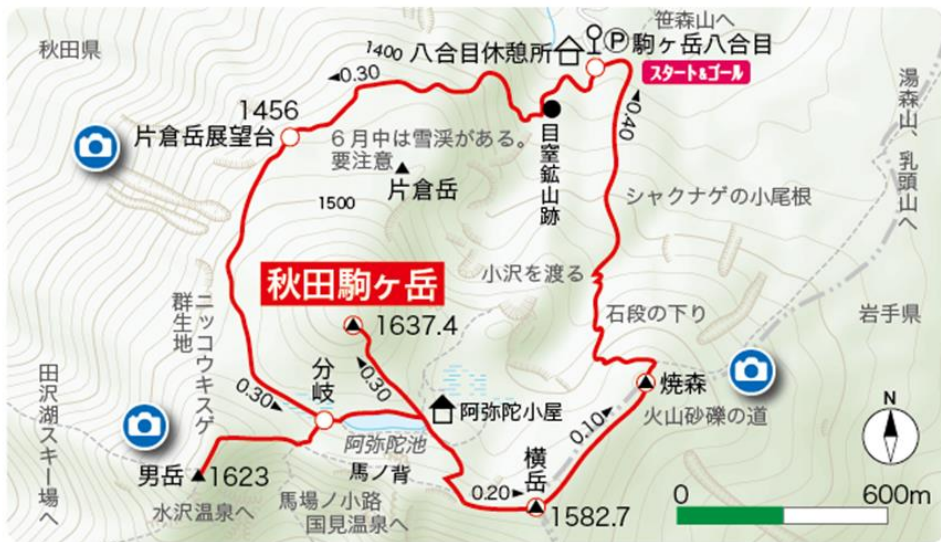 秋田県
笹森山へ
P 駒ヶ岳八合目
スタート&ゴール
八合目休憩所
1400
◀0.30
0.40▶
1456
片倉岳展望台
6月中は雪渓がある。
要注意
片倉岳
目窒鉱山跡
湯森山、乳頭山へ
シャクナゲの小尾根
1500
小沢を渡る
秋田駒ヶ岳
1637.4
石段の下り
岩手県
ニッコウキスゲ
群生地
田沢湖スキー場へ
0.30▶
分岐
◀0.30
阿弥陀小屋
阿弥陀池
焼森
火山砂礫の道
0.10▶
N
男岳
1623
馬ノ背
横岳
0.20▶
1582.7
水沢温泉へ
馬場ノ小路
国見温泉へ
0
600m